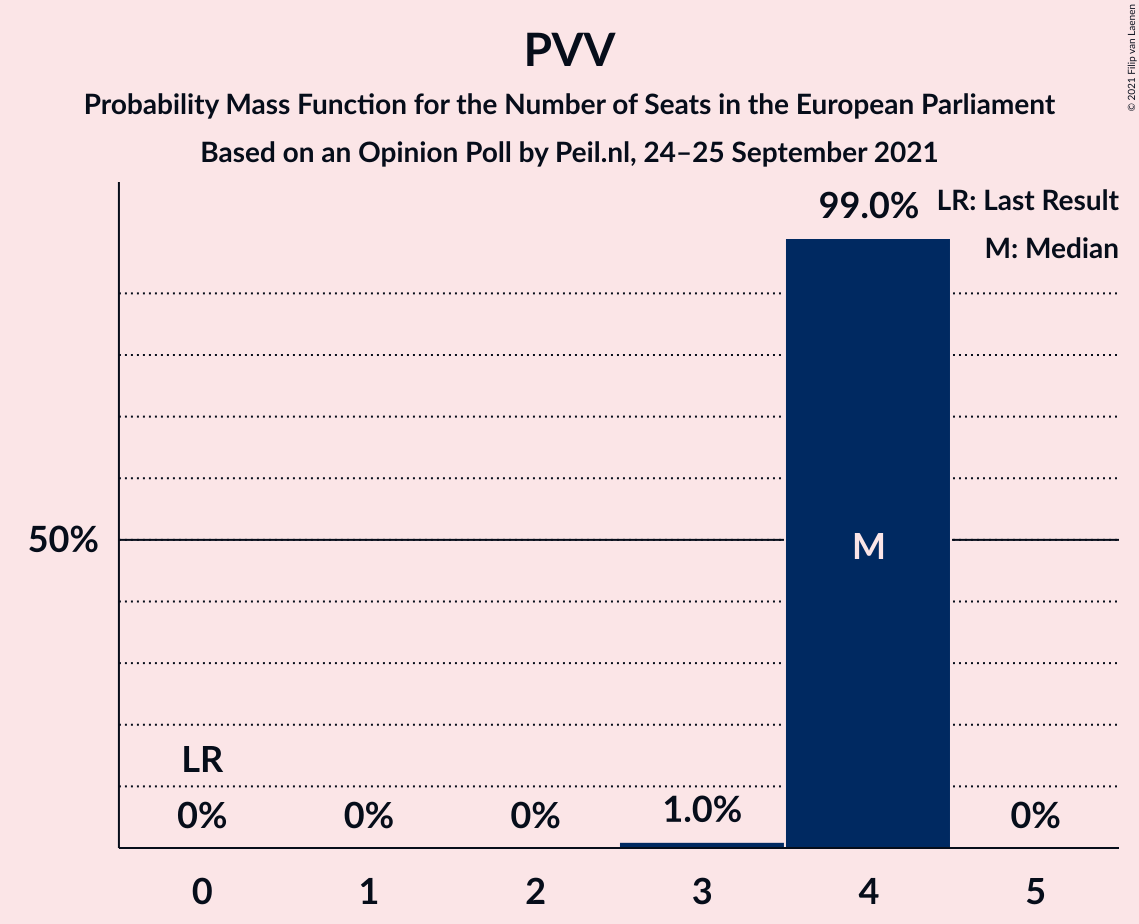 PVV
Probability Mass Function for the Number of Seats in the European Parliament
Based on an Opinion Poll by Peil.nl, 24–25 September 2021
© 2021 Filip van Laenen
99.0%
LR: Last Result
M: Median
50%
M
LR
0%
0%
0%
1.0%
0%
0
1
2
3
4
5